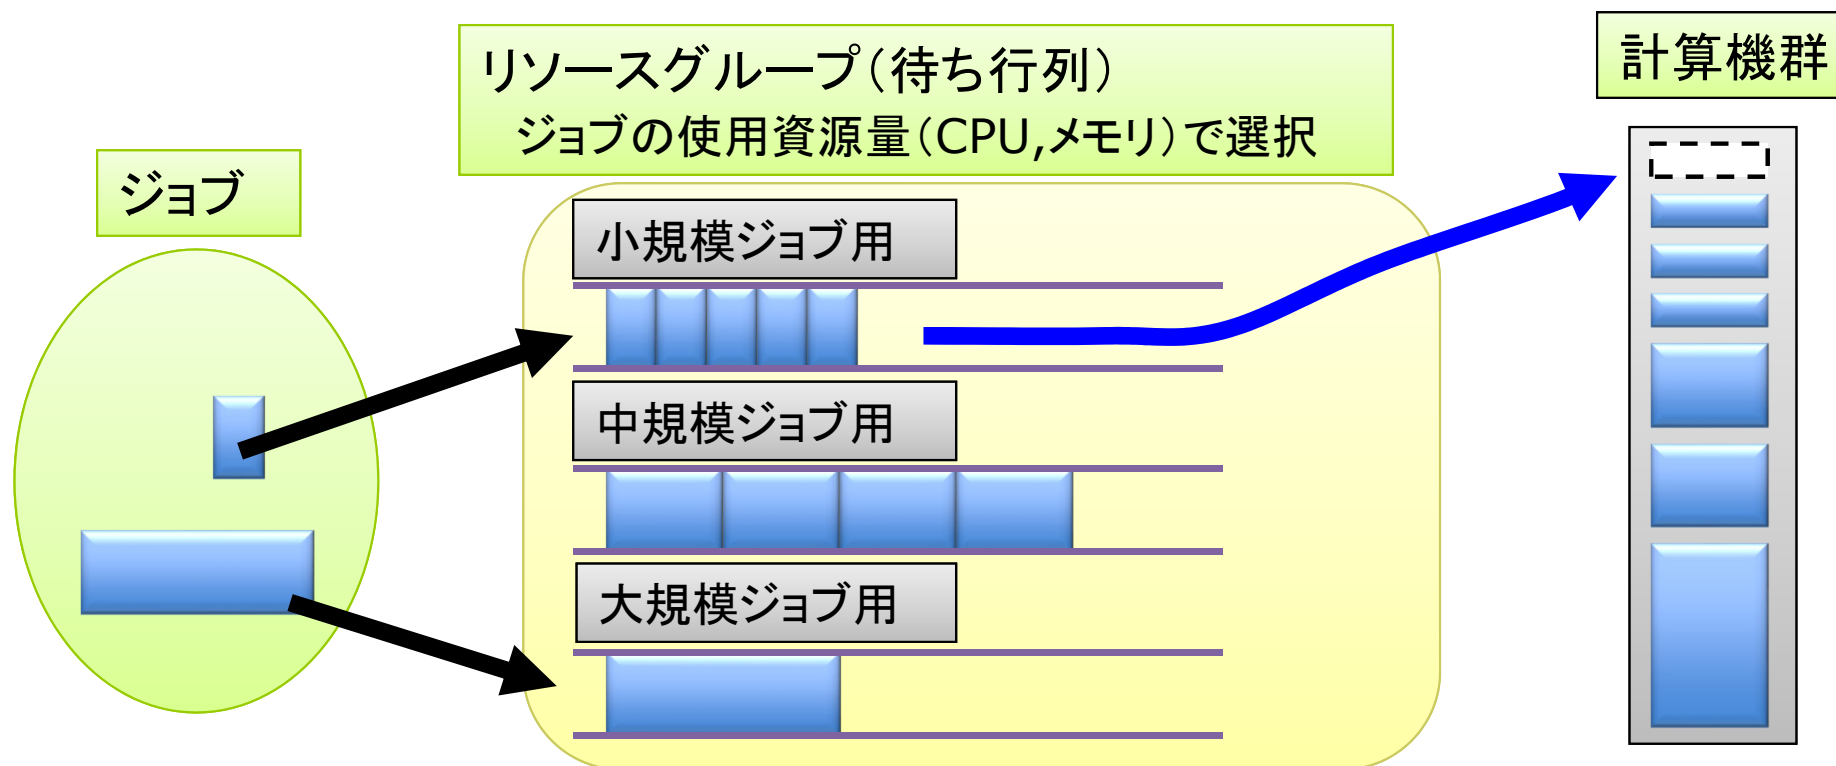 ジョブ
リソースグループ(待ち行列)
ジョブの使用資源量(CPU,メモリ)で選択
小規模ジョブ用
中規模ジョブ用
大規模ジョブ用
計算機群